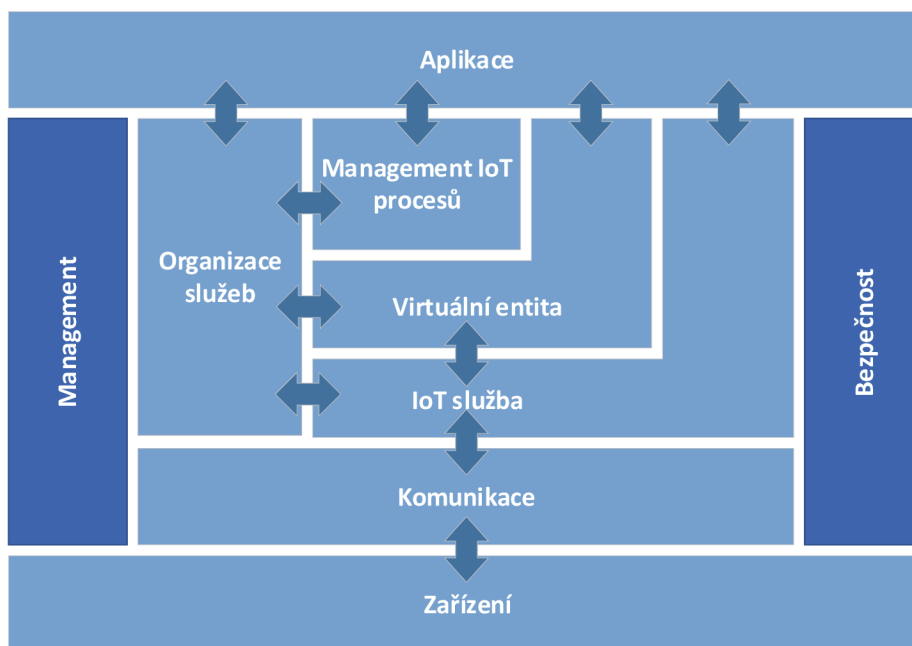 Aplikace
Management IoT
procesů
Organizace
služeb
Virtuální entita
IoT služba
Komunikace
Zařízení
Management
Bezpečnost